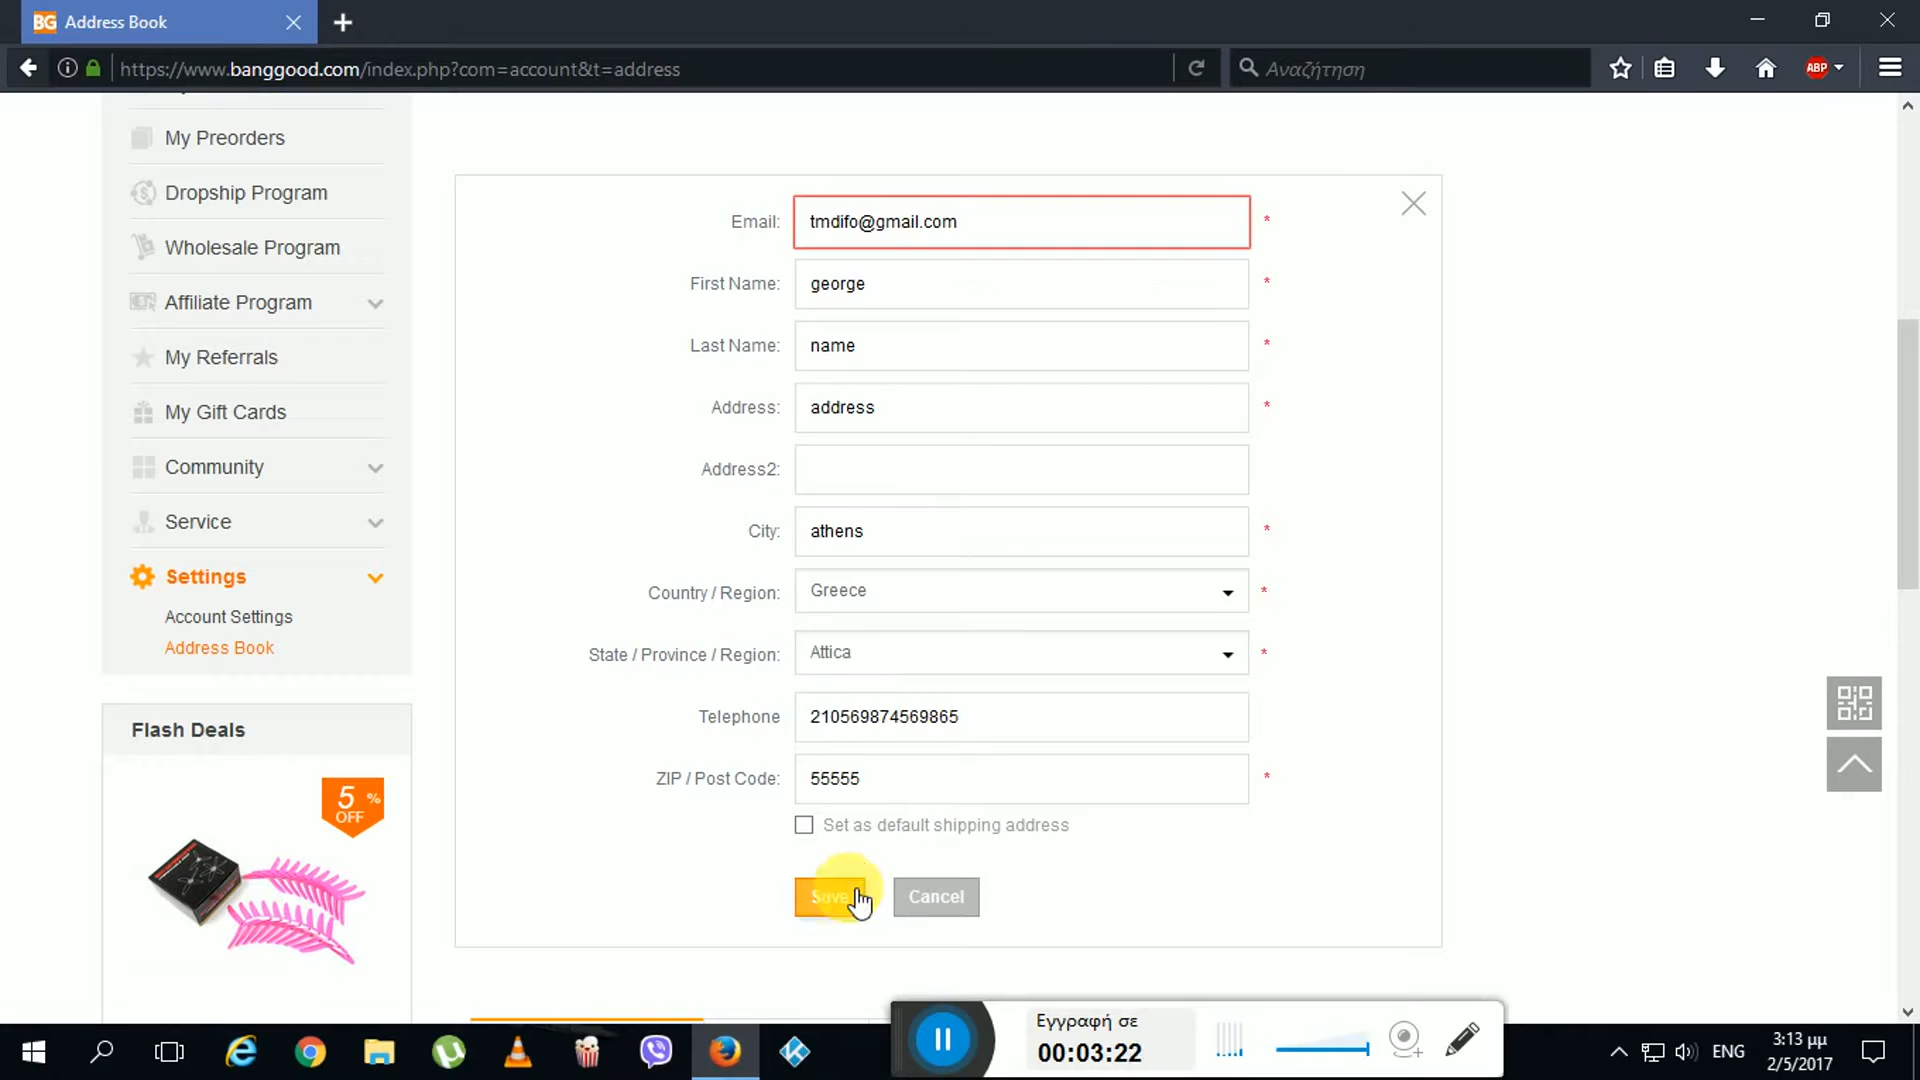 BG Address Book
https://www.banggood.com/index.php?com=account&t=address
Αναζήτηση
ABP
My Preorders
Dropship Program
Wholesale Program
Affiliate Program
My Referrals
My Gift Cards
Community
Service
Settings
Account Settings
Address Book
Flash Deals
5 %
OFF
Email: tmdifo@gmail.com *
First Name: george *
Last Name: name *
Address: address *
Address2:
City: athens *
Country / Region: Greece *
State / Province / Region: Attica *
Telephone 210569874569865
ZIP / Post Code: 55555 *
Set as default shipping address
Save Cancel
Εγγραφή σε
00:03:22
ENG
3:13 μμ
2/5/2017